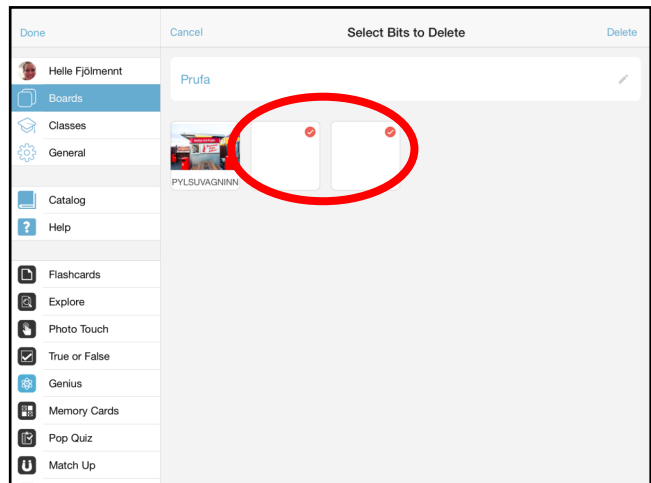 Done
Cancel
Select Bits to Delete
Delete
Helle Fjölmennt
Boards
Classes
General
Catalog
Help
Flashcards
Explore
Photo Touch
True or False
Genius
Memory Cards
Pop Quiz
Match Up
Prufa
PYLSUVAGNINN